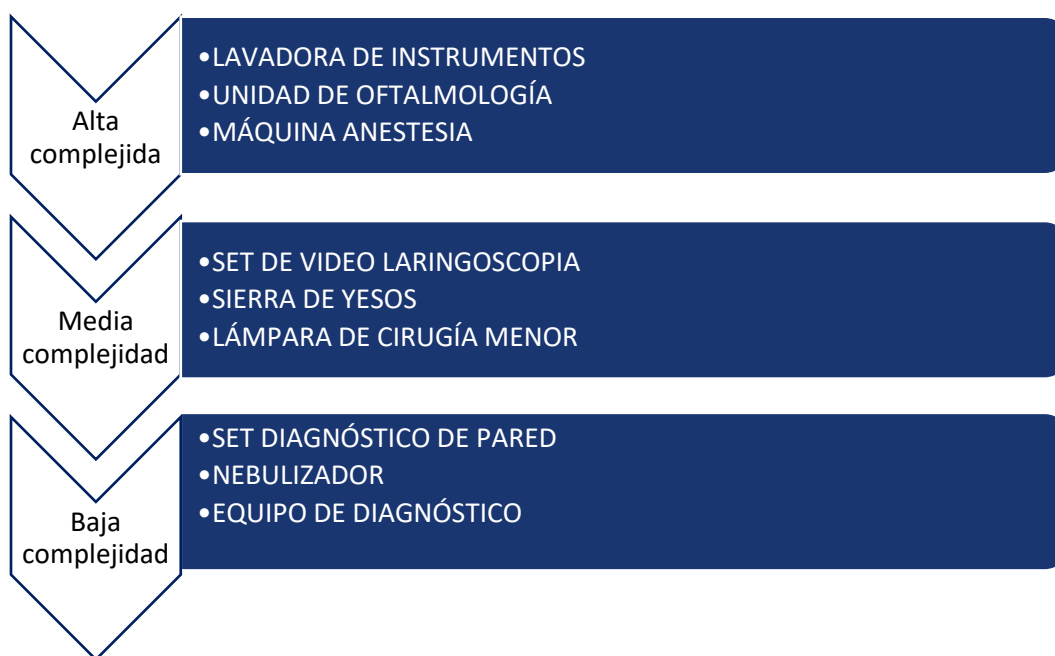 Alta
complejida
•LAVADORA DE INSTRUMENTOS
•UNIDAD DE OFTALMOLOGÍA
•MÁQUINA ANESTESIA
Media
complejidad
•SET DE VIDEO LARINGOSCOPIA
•SIERRA DE YESOS
•LÁMPARA DE CIRUGÍA MENOR
Baja
complejidad
•SET DIAGNÓSTICO DE PARED
•NEBULIZADOR
•EQUIPO DE DIAGNÓSTICO